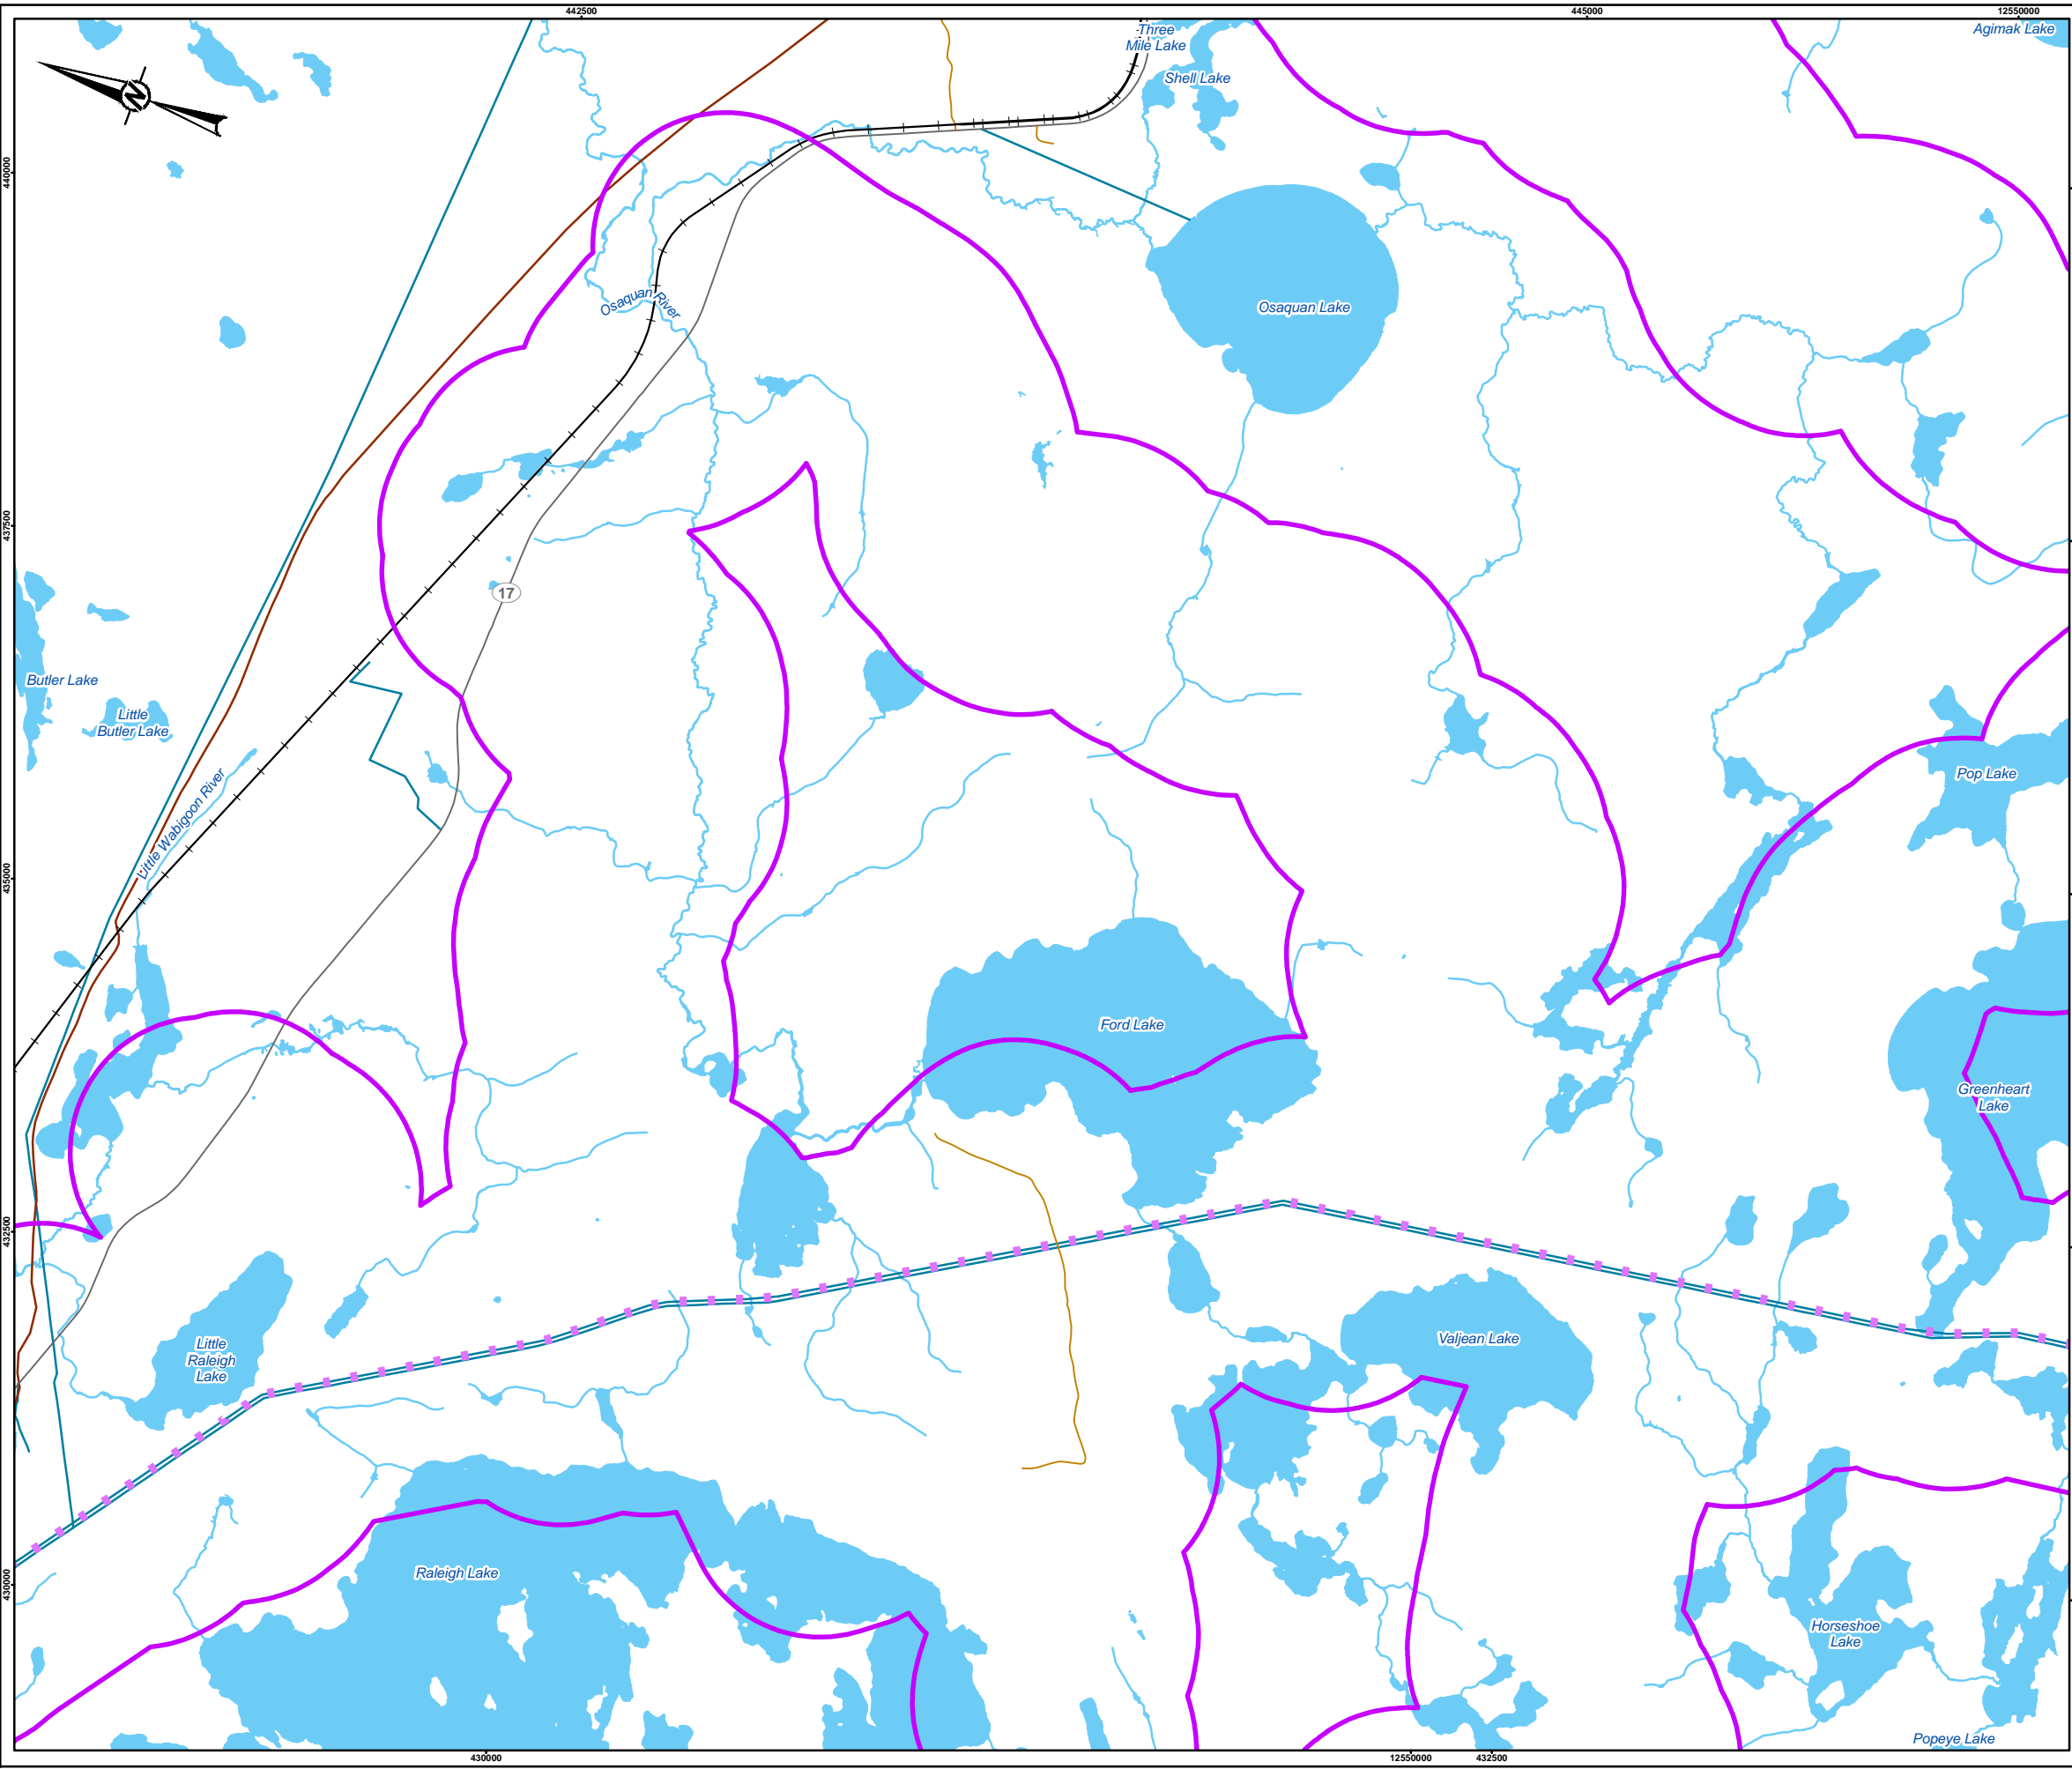 442500
445000
12550000
Three
Mile Lake
Agimak Lake
Shell Lake
N
440000
Osaquan River
Osaquan Lake
437500
17
Butler Lake
Little
Butler Lake
Pop Lake
Little Wabigoon River
435000
Ford Lake
Greenheart
Lake
432500
Little
Raleigh
Lake
Valjean Lake
Raleigh Lake
430000
Horseshoe
Lake
Popeye Lake
430000
12550000
432500